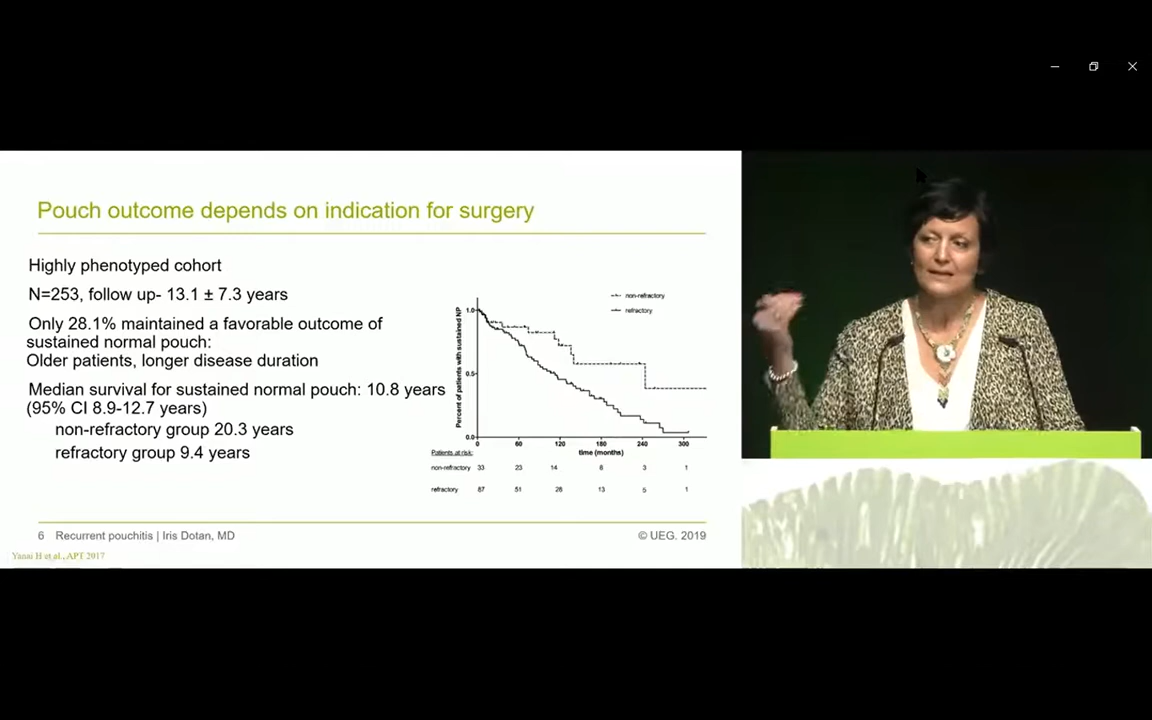 Pouch outcome depends on indication for surgery
Highly phenotyped cohort
N=253, follow up- 13.1 ± 7.3 years
Only 28.1% maintained a favorable outcome of
sustained normal pouch:
Older patients, longer disease duration
Median survival for sustained normal pouch: 10.8 years
(95% CI 8.9-12.7 years)
non-refractory group 20.3 years
refractory group 9.4 years
non-refractory
refractory
Percent of patients with sustained NP
1.0
0.5
0.0
0 60 120 180 240 300
time (months)
Patients at risk:
non-refractory 33 23 14 8 3 1
refractory 87 51 28 13 5 1
6 Recurrent pouchitis | Iris Dotan, MD
© UEG. 2019
Yanai H et al., APT 2017